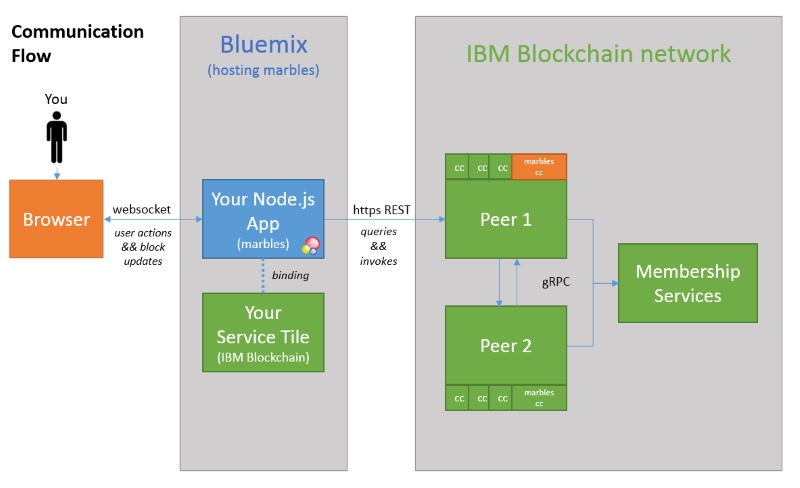 Communication
Flow
You
Browser
websocket
user actions
&& block
updates
Bluemix
(hosting marbles)
Your Node.js
App
(marbles)
binding
Your
Service Tile
(IBM Blockchain)
https REST
queries
&&
invokes
IBM Blockchain network
cc cc cc marbles
cc
Peer 1
gRPC
Peer 2
cc cc cc marbles
cc
Membership
Services